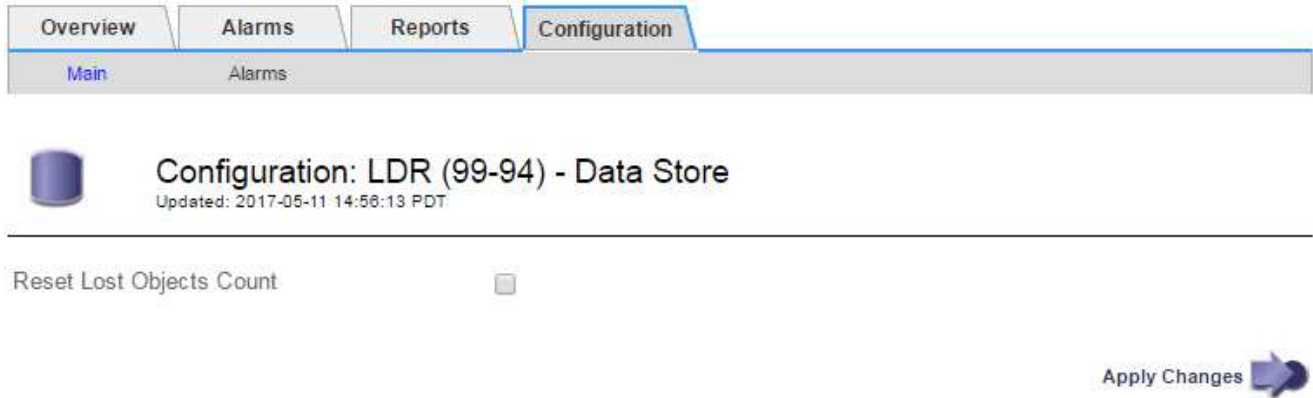 Overview Alarms Reports Configuration
Main Alarms
Configuration: LDR (99-94) - Data Store
Updated: 2017-05-11 14:56:13 PDT
Reset Lost Objects Count
Apply Changes